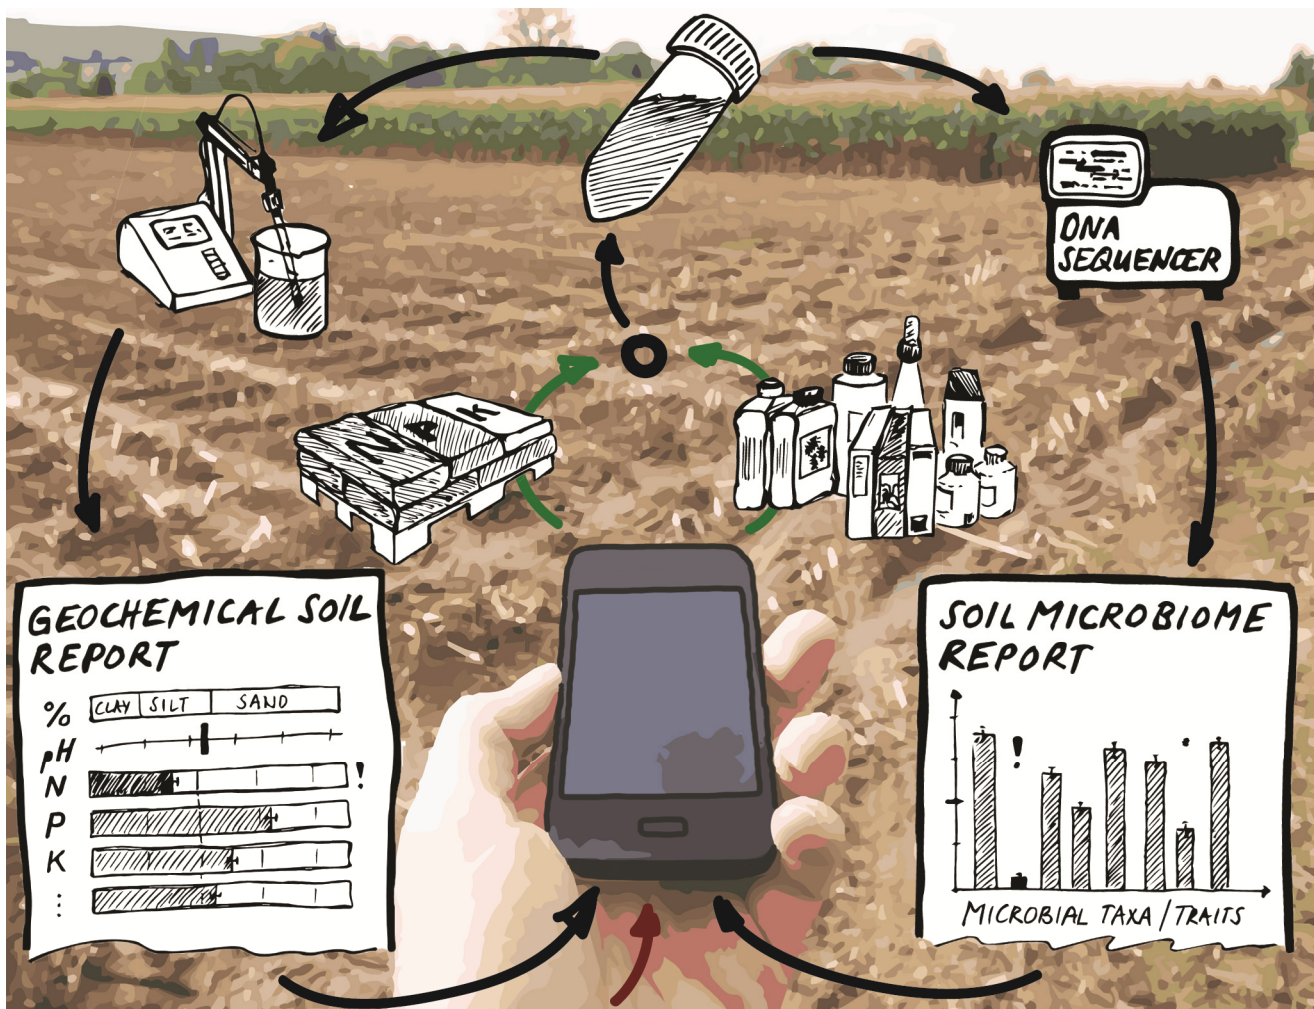 DNA
SEQUENCER
N A K
GEOCHEMICAL SOIL
REPORT
% CLAY SILT SAND
pH
N !
P
K
⋮
SOIL MICROBIOME
REPORT
!
MICROBIAL TAXA/TRAITS